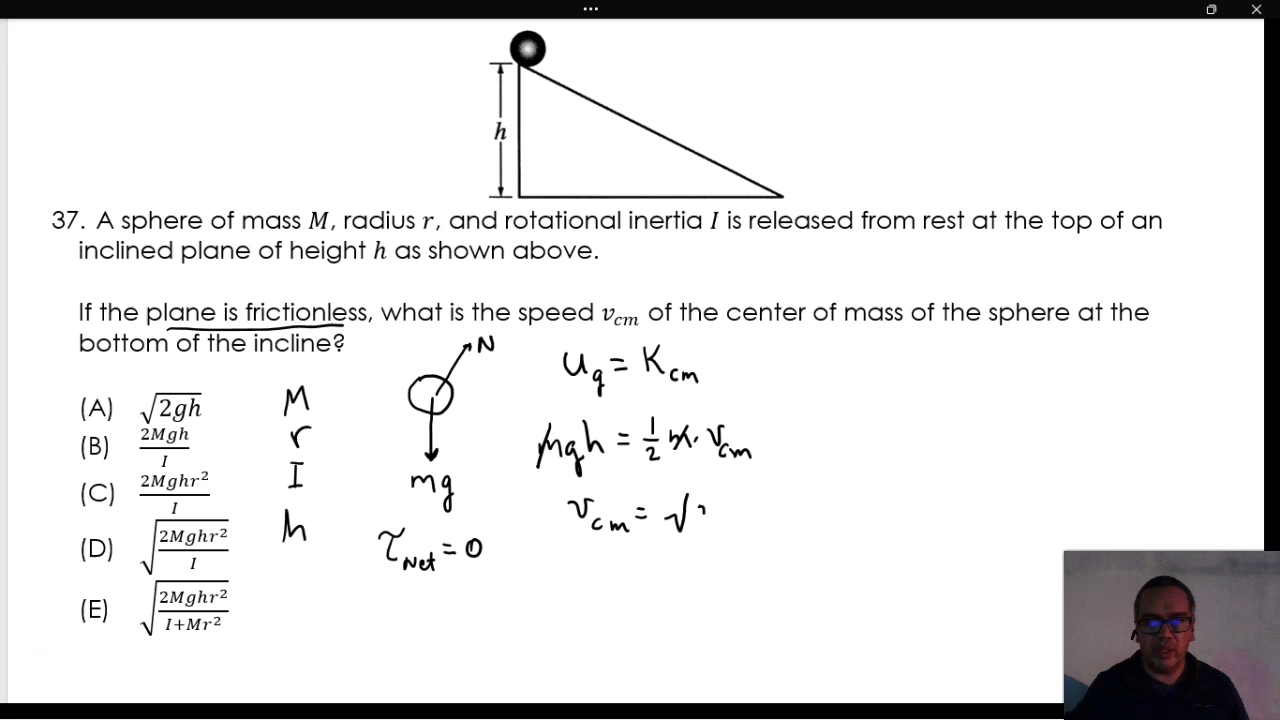 h
37. A sphere of mass M, radius r, and rotational inertia I is released from rest at the top of an
inclined plane of height h as shown above.
If the plane is frictionless, what is the speed v_cm of the center of mass of the sphere at the
bottom of the incline?
(A) √2gh
(B) 2Mgh/I
(C) 2Mghr²/I
(D) √(2Mghr²/I)
(E) √(2Mghr²/(I+Mr²))
M
r
I
h
N
mg
τ_Net = 0
U_g = K_cm
Mgh = 1/2 M · v_cm
v_cm = √